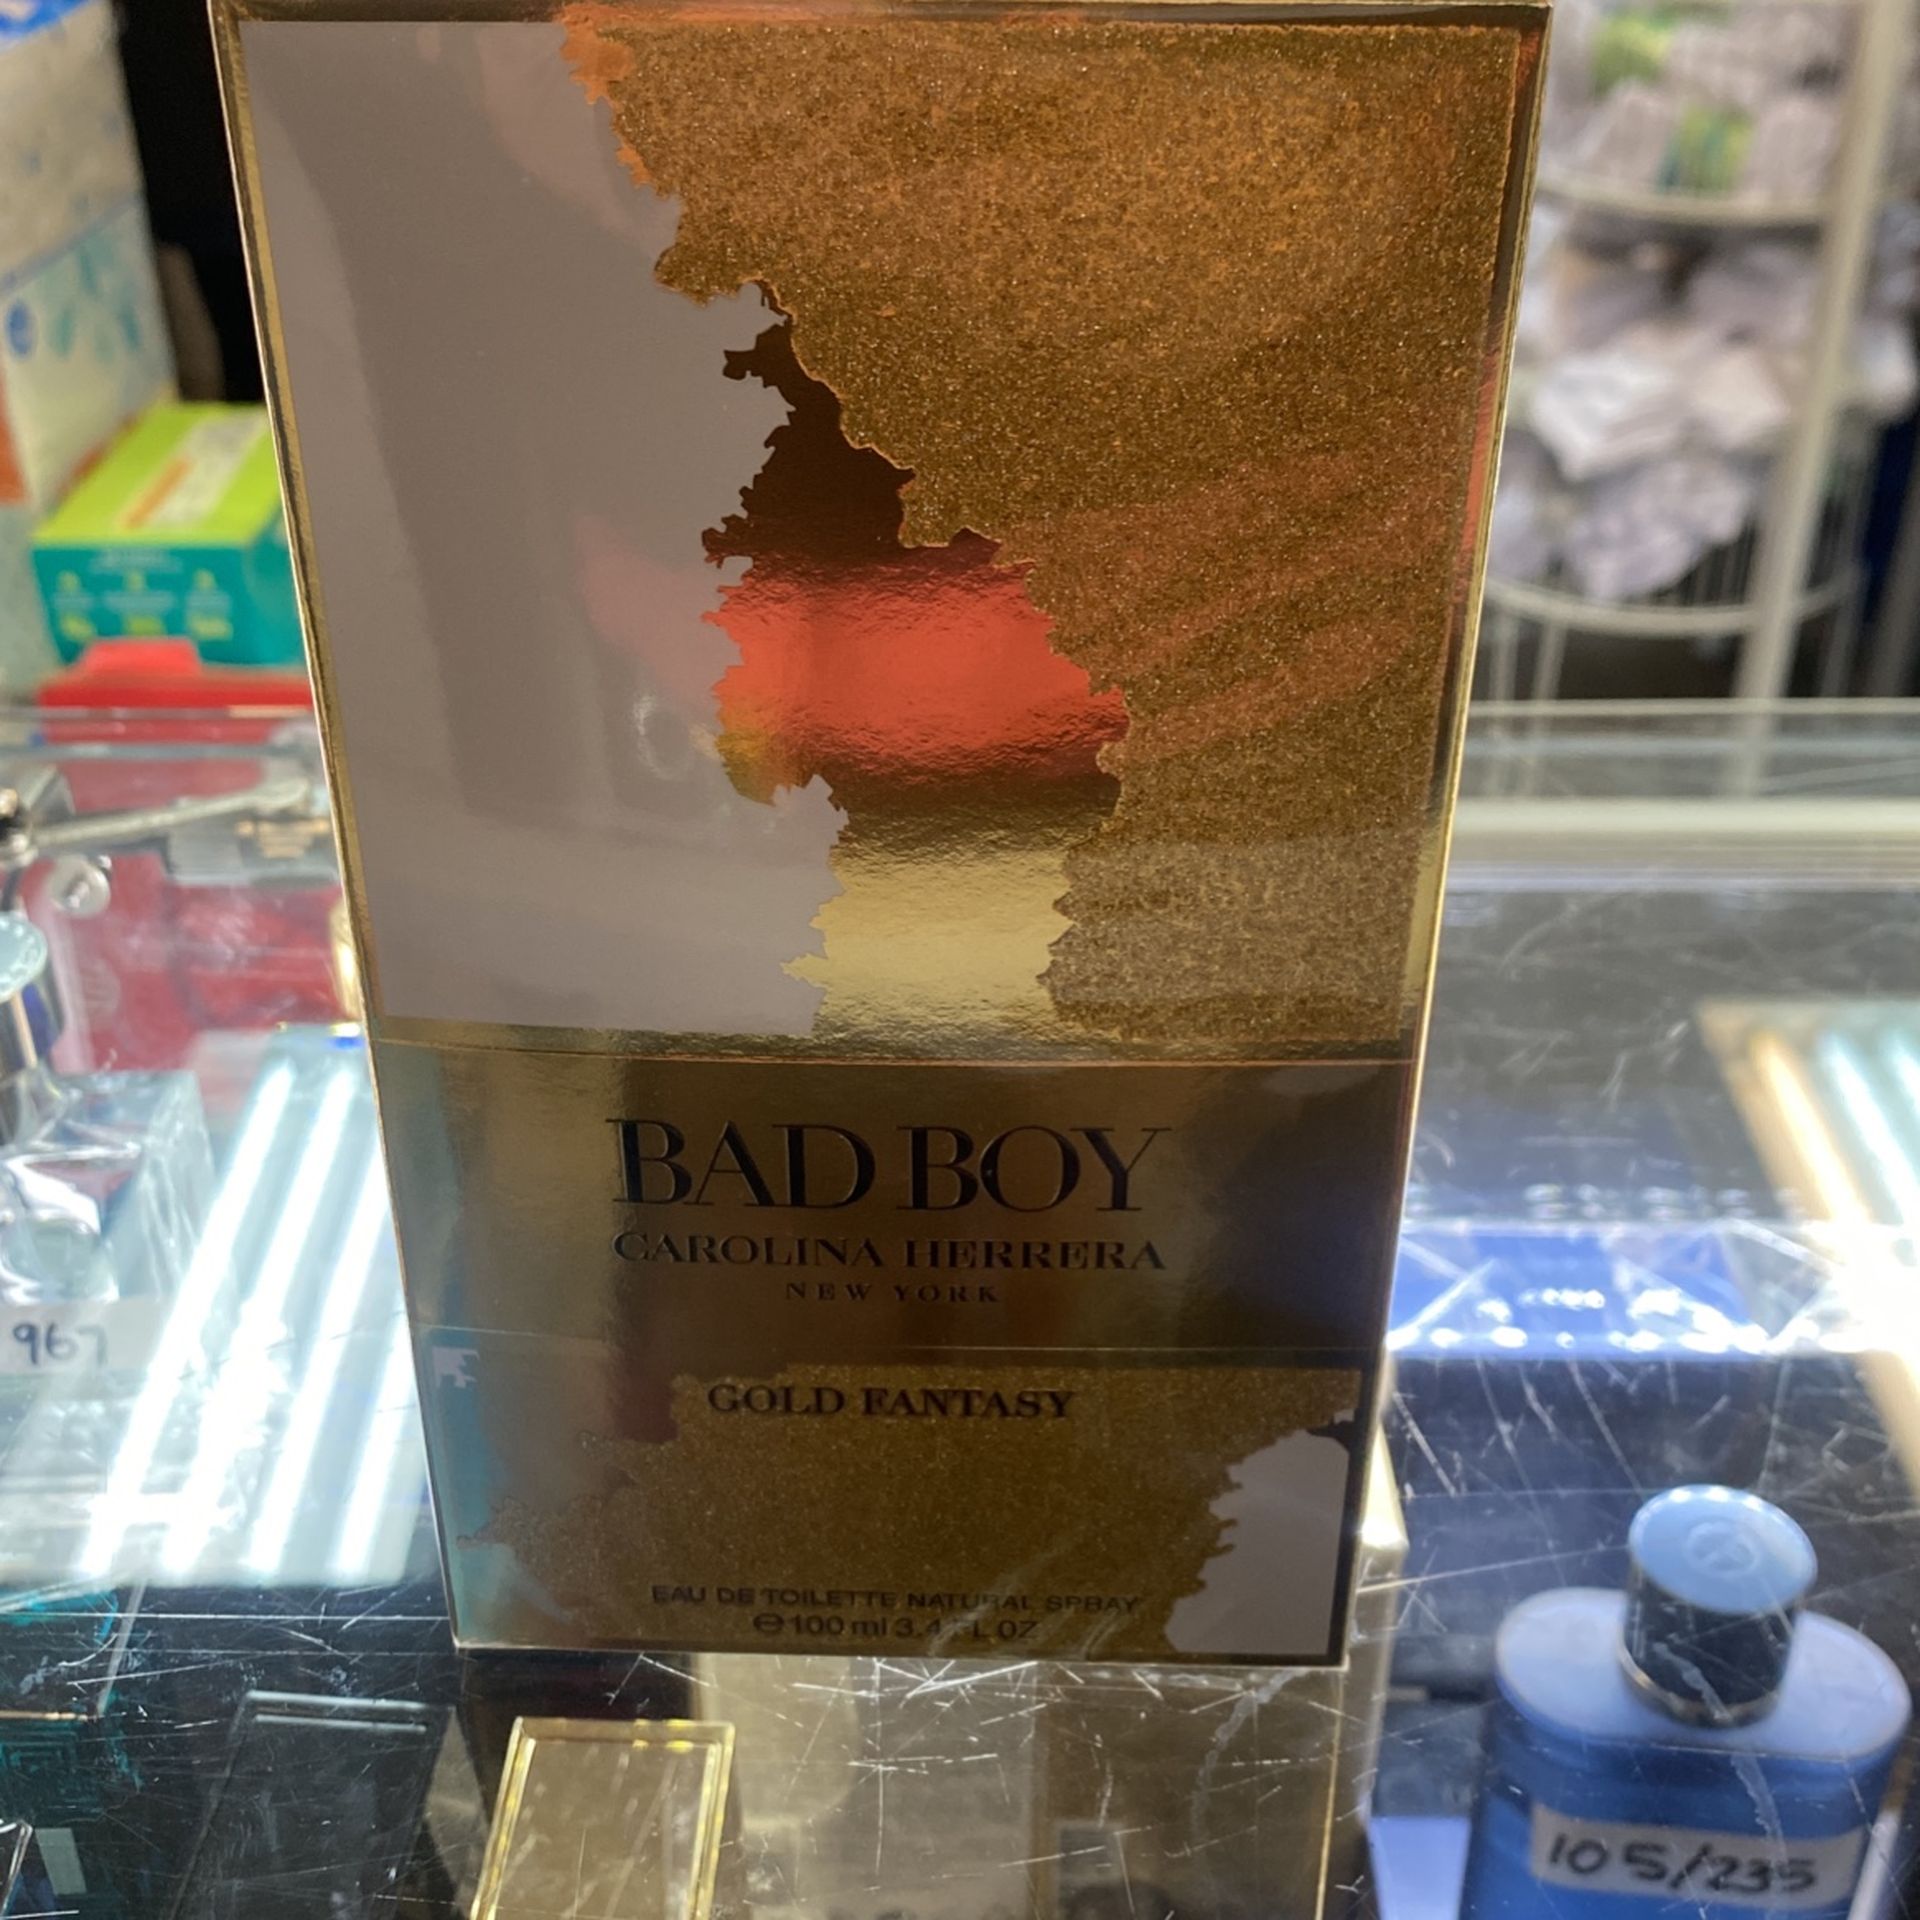 BAD BOY
CAROLINA HERRERA
NEW YORK
GOLD FANTASY
EAU DE TOILETTE NATURAL SPRAY
℮ 100 ml 3.4 FL OZ
967
105/235